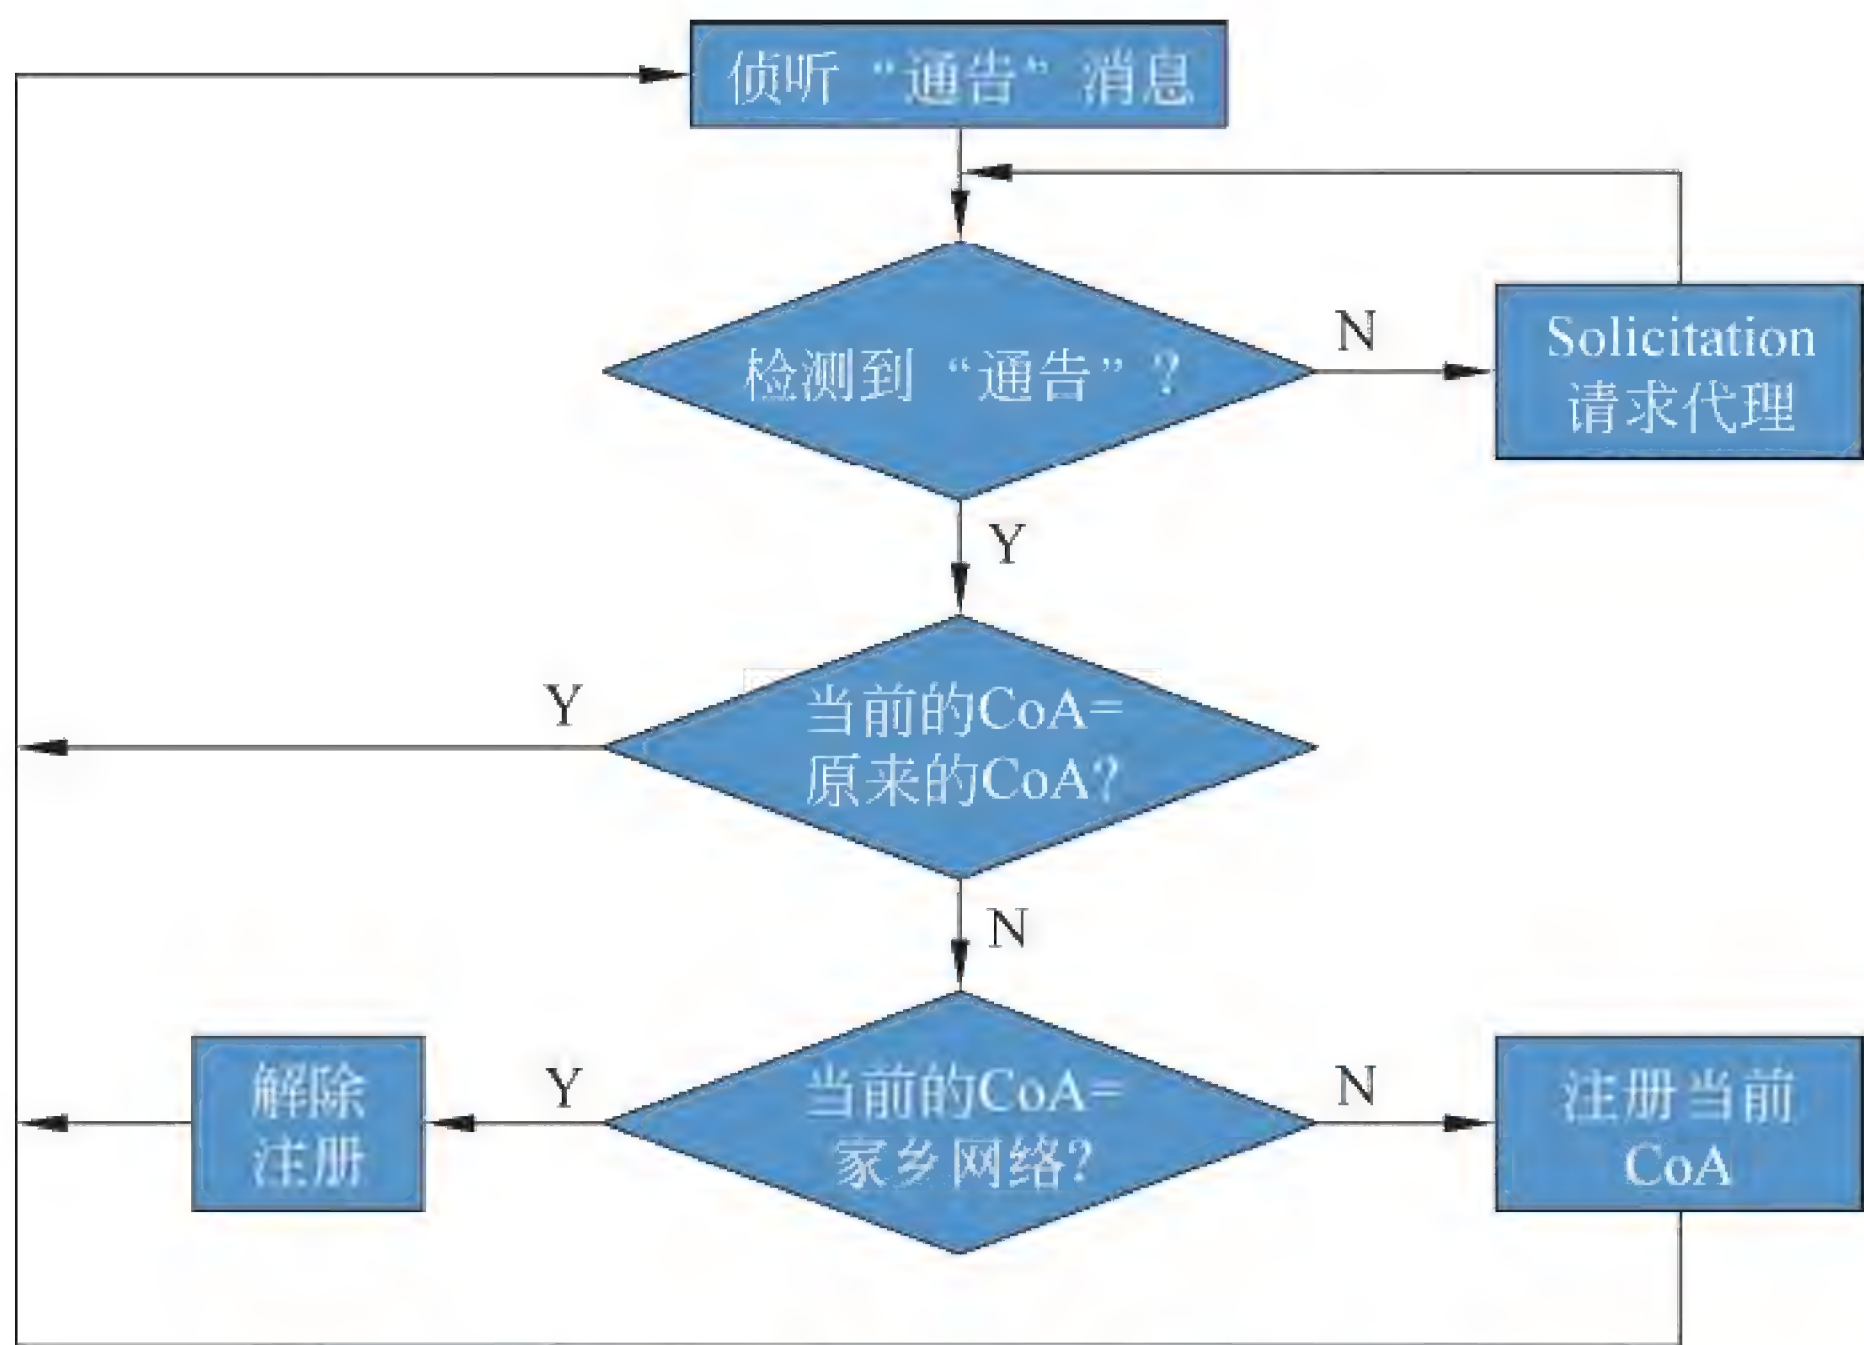 侦听“通告”消息
检测到“通告”？
N
Solicitation
请求代理
Y
当前的CoA=
原来的CoA？
Y
N
当前的CoA=
家乡网络？
Y
解除
注册
N
注册当前
CoA